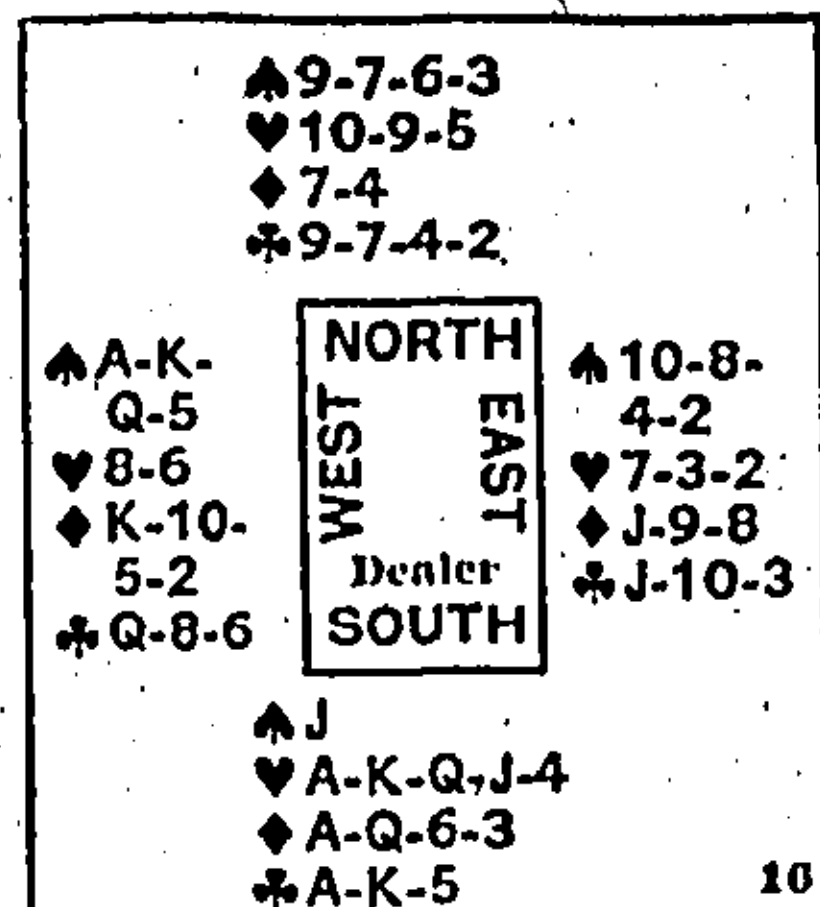 ♠9-7-6-3
♥10-9-5
♦7-4
♣9-7-4-2
♠A-K-
Q-5
♥8-6
♦K-10-
5-2
♣Q-8-6
NORTH
WEST
EAST
Dealer
SOUTH
♠10-8-
4-2
♥7-3-2
♦J-9-8
♣J-10-3
♠J
♥A-K-Q-J-4
♦A-Q-6-3
♣A-K-5
10